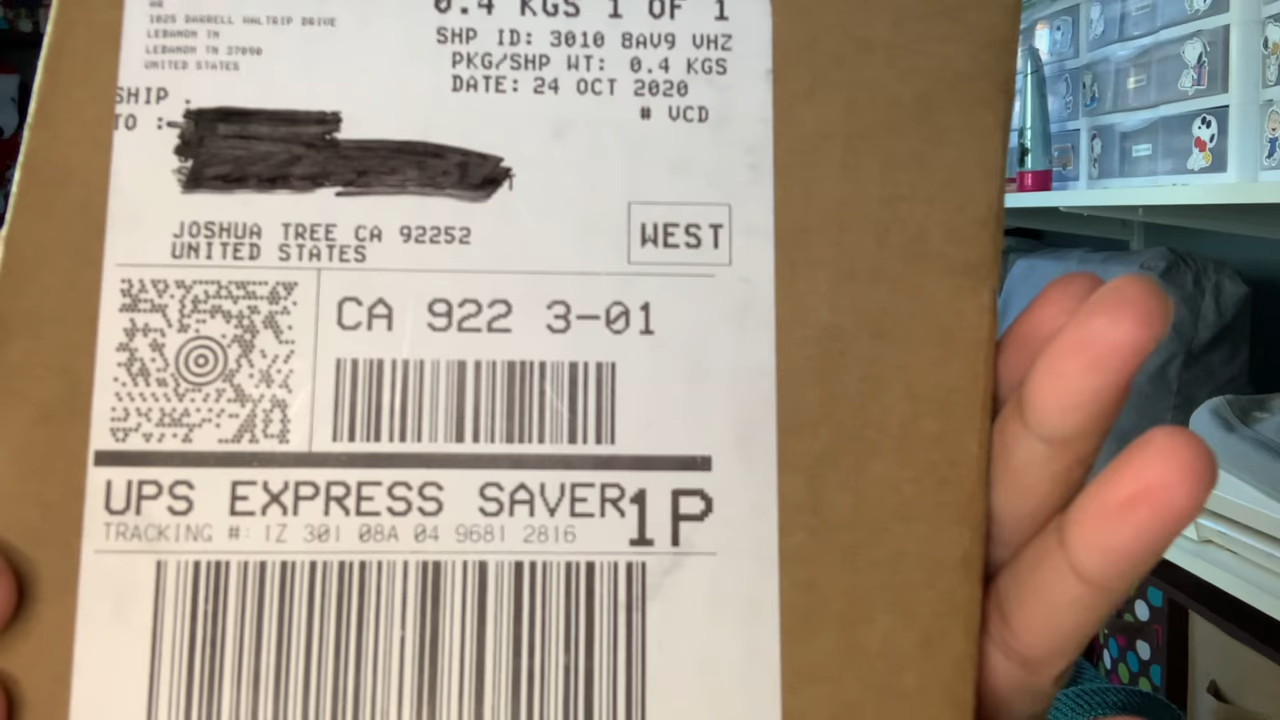 1025 DARRELL WALTRIP DRIVE
LEBANON TN
LEBANON TN 37090
UNITED STATES
0.4 KGS 1 OF 1
SHP ID: 3010 8AV9 VHZ
PKG/SHP WT: 0.4 KGS
DATE: 24 OCT 2020
# VCD
SHIP
TO :
JOSHUA TREE CA 92252
UNITED STATES
WEST
CA 922 3-01
UPS EXPRESS SAVER
1P
TRACKING #: 1Z 301 08A 04 9681 2816